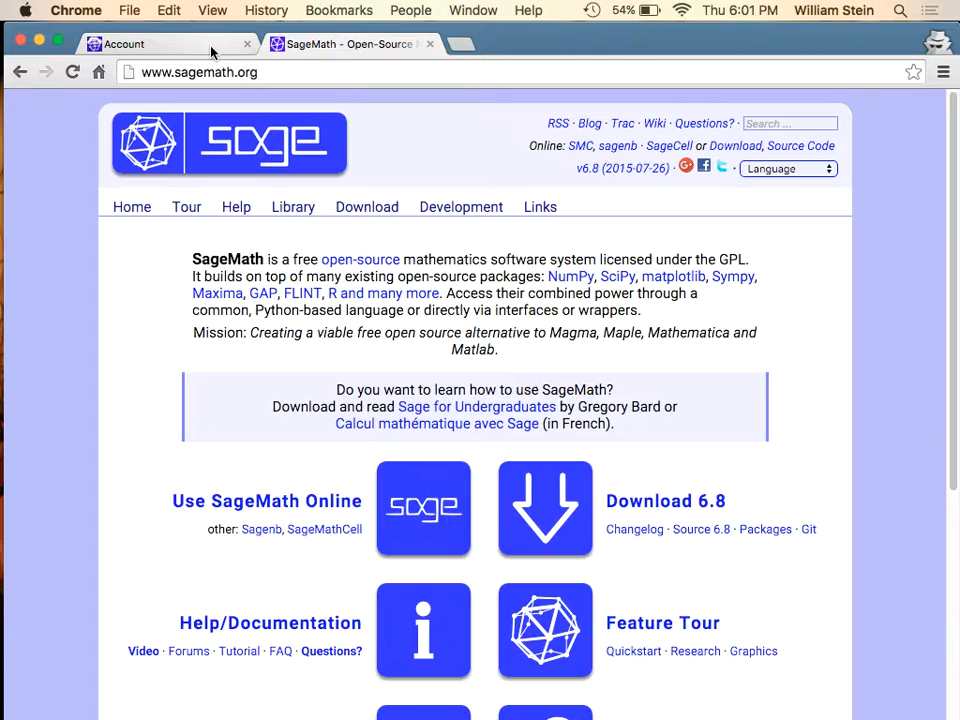 Chrome File Edit View History Bookmarks People Window Help 54% Thu 6:01 PM William Stein
Account SageMath - Open-Source
www.sagemath.org
sage
RSS · Blog · Trac · Wiki · Questions? · Search ...
Online: SMC, sagenb · SageCell or Download, Source Code
v6.8 (2015-07-26) · · Language
Home Tour Help Library Download Development Links
SageMath is a free open-source mathematics software system licensed under the GPL.
It builds on top of many existing open-source packages: NumPy, SciPy, matplotlib, Sympy,
Maxima, GAP, FLINT, R and many more. Access their combined power through a
common, Python-based language or directly via interfaces or wrappers.
Mission: Creating a viable free open source alternative to Magma, Maple, Mathematica and
Matlab.
Do you want to learn how to use SageMath?
Download and read Sage for Undergraduates by Gregory Bard or
Calcul mathématique avec Sage (in French).
Use SageMath Online sage Download 6.8
other: Sagenb, SageMathCell Changelog · Source 6.8 · Packages · Git
Help/Documentation i Feature Tour
Video · Forums · Tutorial · FAQ · Questions? Quickstart · Research · Graphics